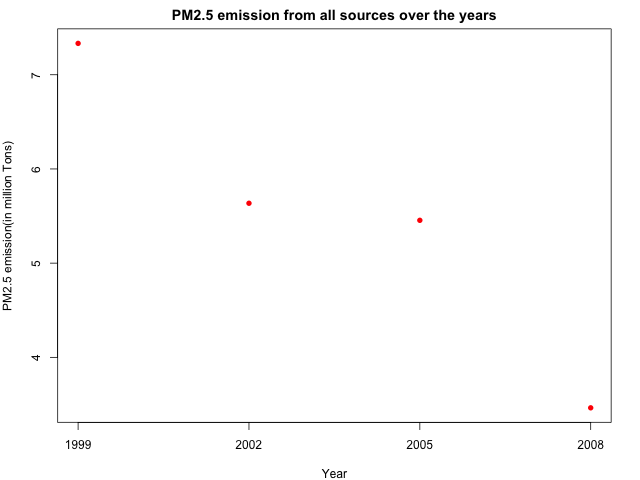 PM2.5 emission from all sources over the years
PM2.5 emission(in million Tons)
7
6
5
4
1999 2002 2005 2008
Year